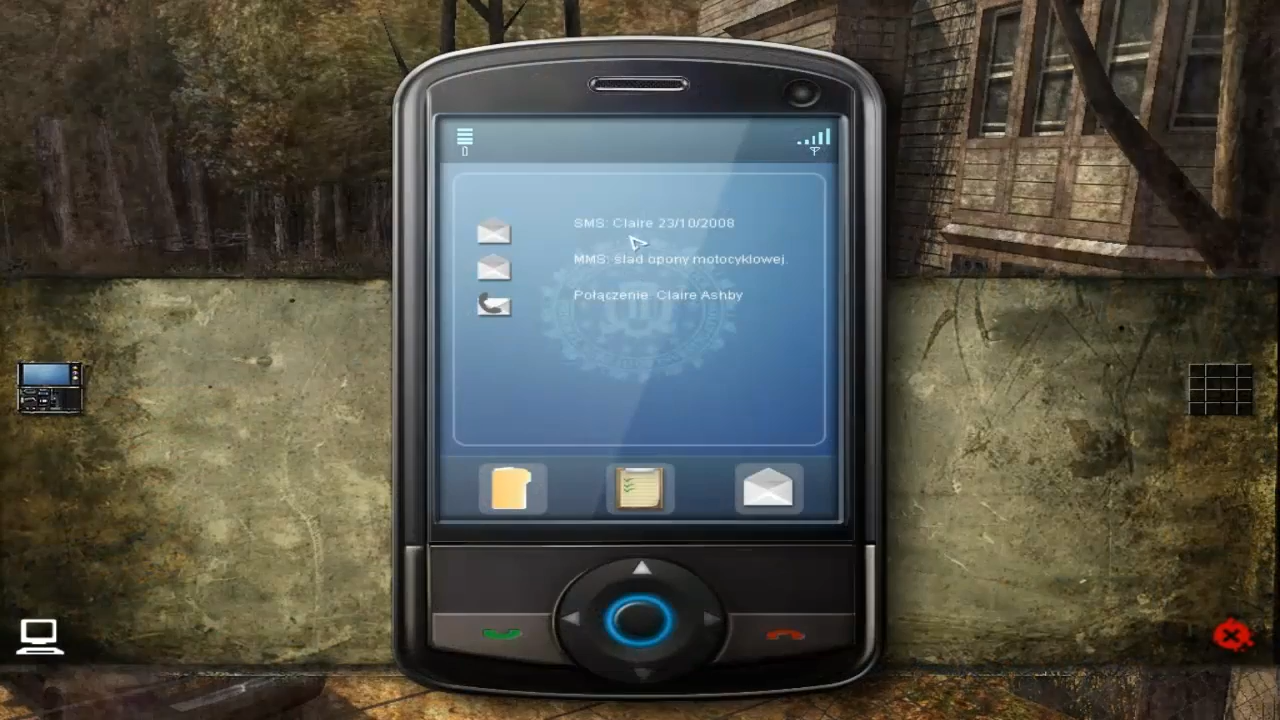 SMS: Claire 23/10/2008
MMS: ślad opony motocyklowej.
Połączenie: Claire Ashby